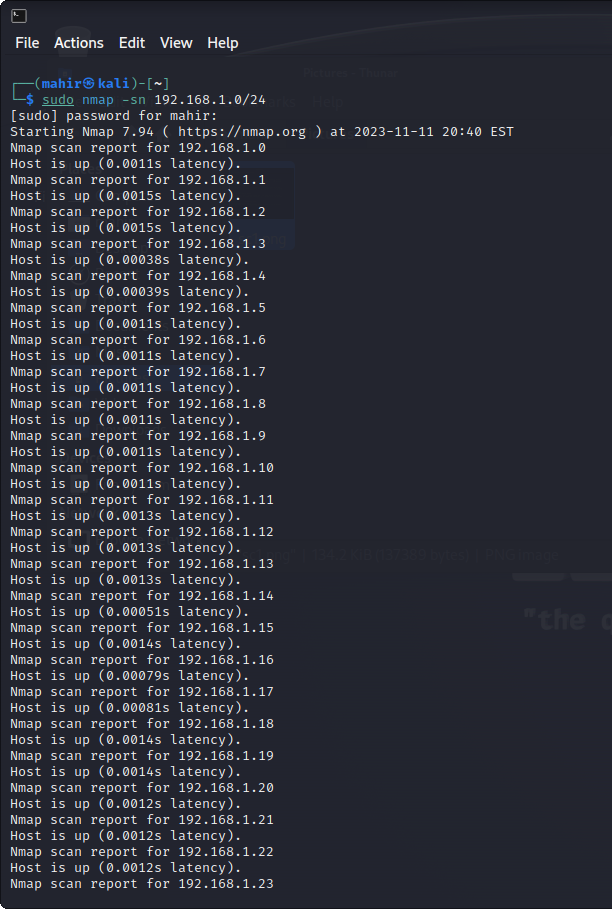 File Actions Edit View Help
Pictures - Thunar
Help
┌──(mahir㉿kali)-[~]
└─$ sudo nmap -sn 192.168.1.0/24
[sudo] password for mahir:
Starting Nmap 7.94 ( https://nmap.org ) at 2023-11-11 20:40 EST
Nmap scan report for 192.168.1.0
Host is up (0.0011s latency).
Nmap scan report for 192.168.1.1
Host is up (0.0015s latency).
Nmap scan report for 192.168.1.2
Host is up (0.0015s latency).
Nmap scan report for 192.168.1.3
Host is up (0.00038s latency).
Nmap scan report for 192.168.1.4
Host is up (0.00039s latency).
Nmap scan report for 192.168.1.5
Host is up (0.0011s latency).
Nmap scan report for 192.168.1.6
Host is up (0.0011s latency).
Nmap scan report for 192.168.1.7
Host is up (0.0011s latency).
Nmap scan report for 192.168.1.8
Host is up (0.0011s latency).
Nmap scan report for 192.168.1.9
Host is up (0.0011s latency).
Nmap scan report for 192.168.1.10
Host is up (0.0011s latency).
Nmap scan report for 192.168.1.11
Host is up (0.0013s latency).
Nmap scan report for 192.168.1.12
Host is up (0.0013s latency).
Nmap scan report for 192.168.1.13
Host is up (0.0013s latency).
Nmap scan report for 192.168.1.14
Host is up (0.00051s latency).
Nmap scan report for 192.168.1.15
Host is up (0.0014s latency).
Nmap scan report for 192.168.1.16
Host is up (0.00079s latency).
Nmap scan report for 192.168.1.17
Host is up (0.00081s latency).
Nmap scan report for 192.168.1.18
Host is up (0.0014s latency).
Nmap scan report for 192.168.1.19
Host is up (0.0014s latency).
Nmap scan report for 192.168.1.20
Host is up (0.0012s latency).
Nmap scan report for 192.168.1.21
Host is up (0.0012s latency).
Nmap scan report for 192.168.1.22
Host is up (0.0012s latency).
Nmap scan report for 192.168.1.23
PNG image
"the